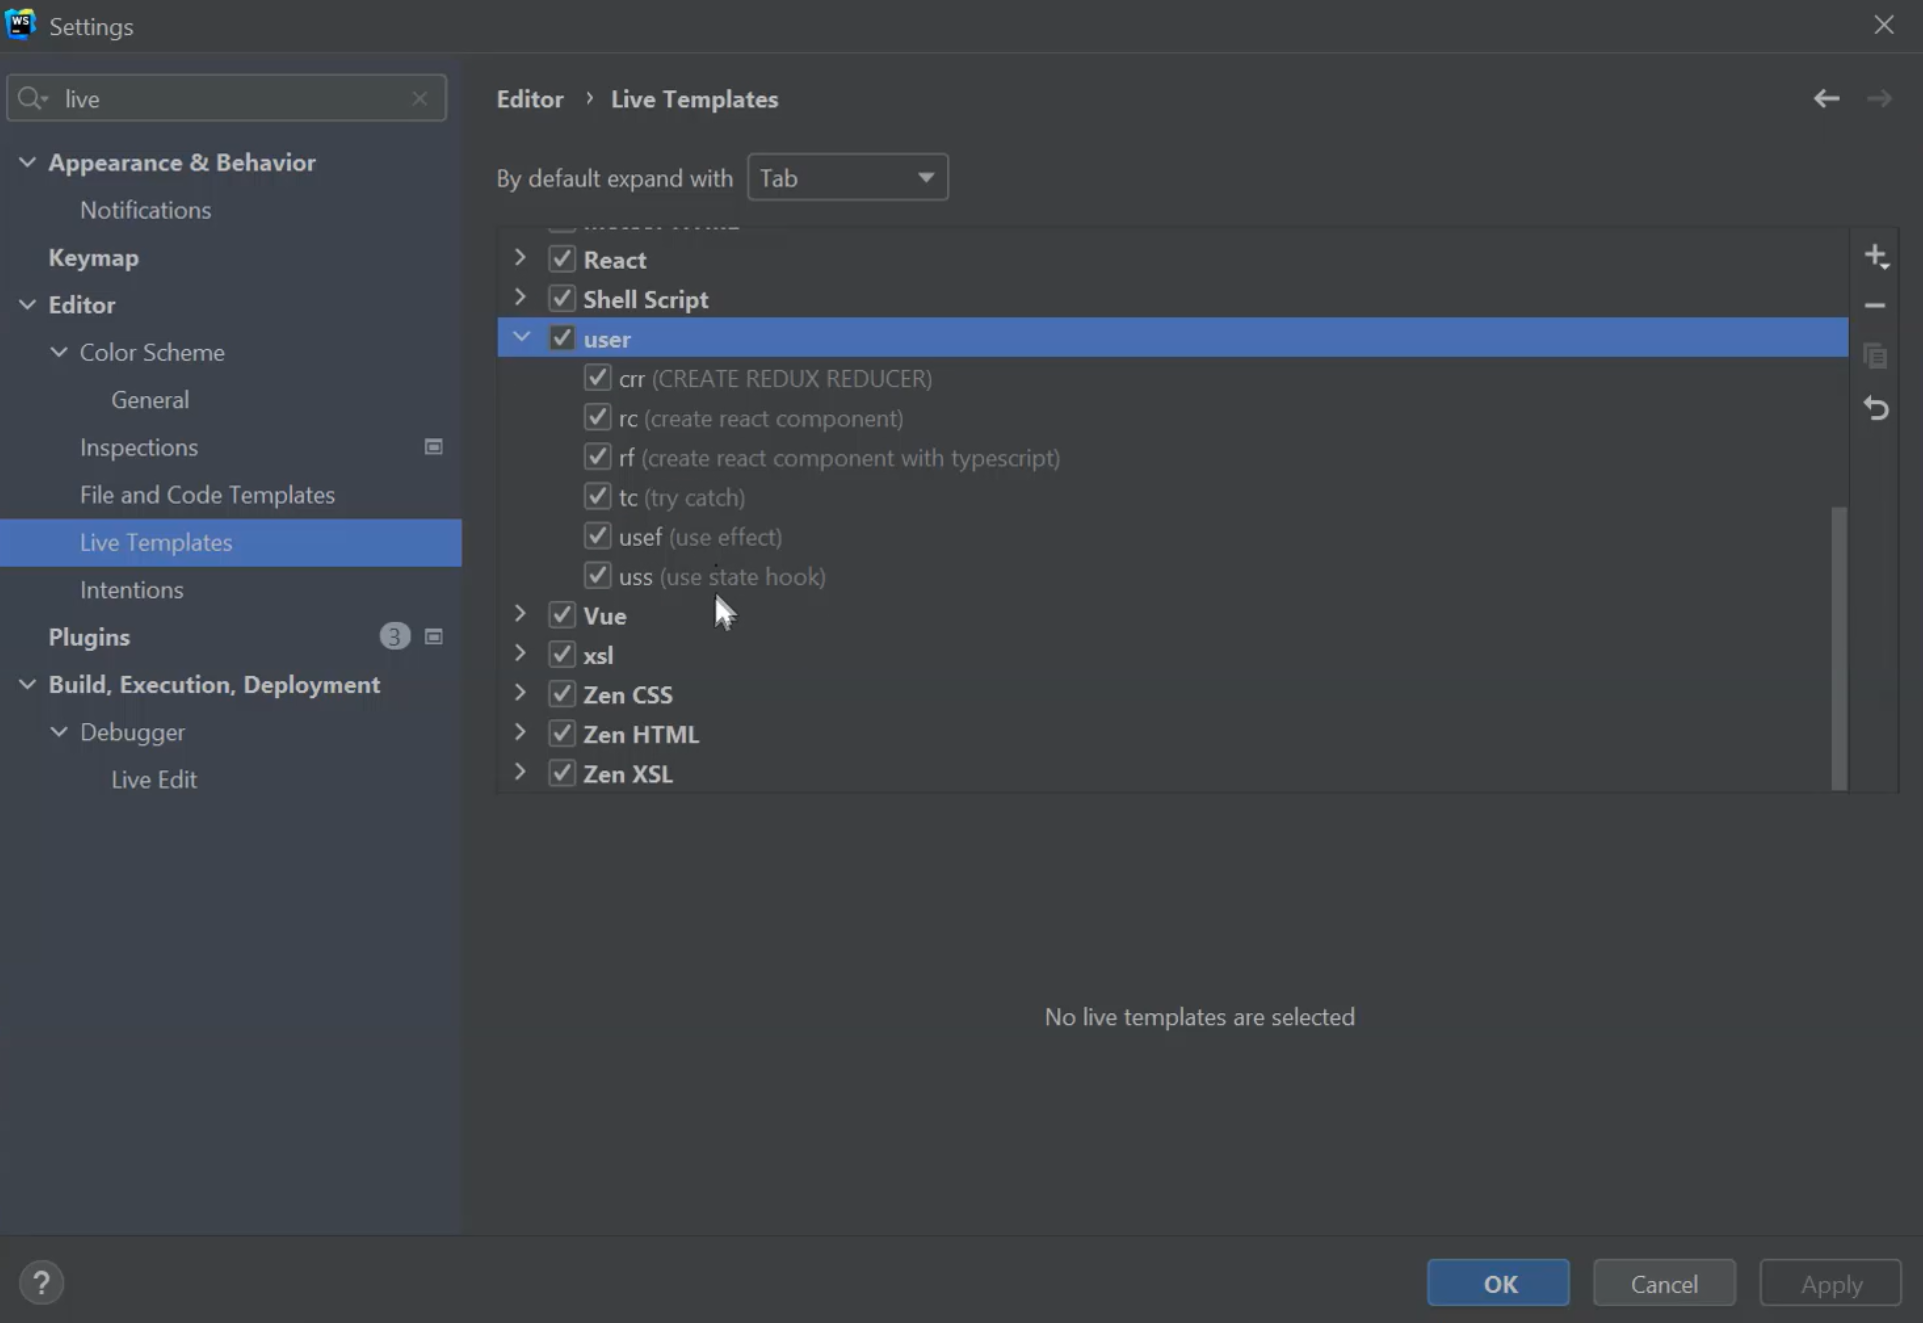 WS
Settings
live
Appearance & Behavior
Notifications
Keymap
Editor
Color Scheme
General
Inspections
File and Code Templates
Live Templates
Intentions
Plugins 3
Build, Execution, Deployment
Debugger
Live Edit
Editor › Live Templates
By default expand with Tab
React
Shell Script
user
crr (CREATE REDUX REDUCER)
rc (create react component)
rf (create react component with typescript)
tc (try catch)
usef (use effect)
uss (use state hook)
Vue
xsl
Zen CSS
Zen HTML
Zen XSL
No live templates are selected
?
OK
Cancel
Apply